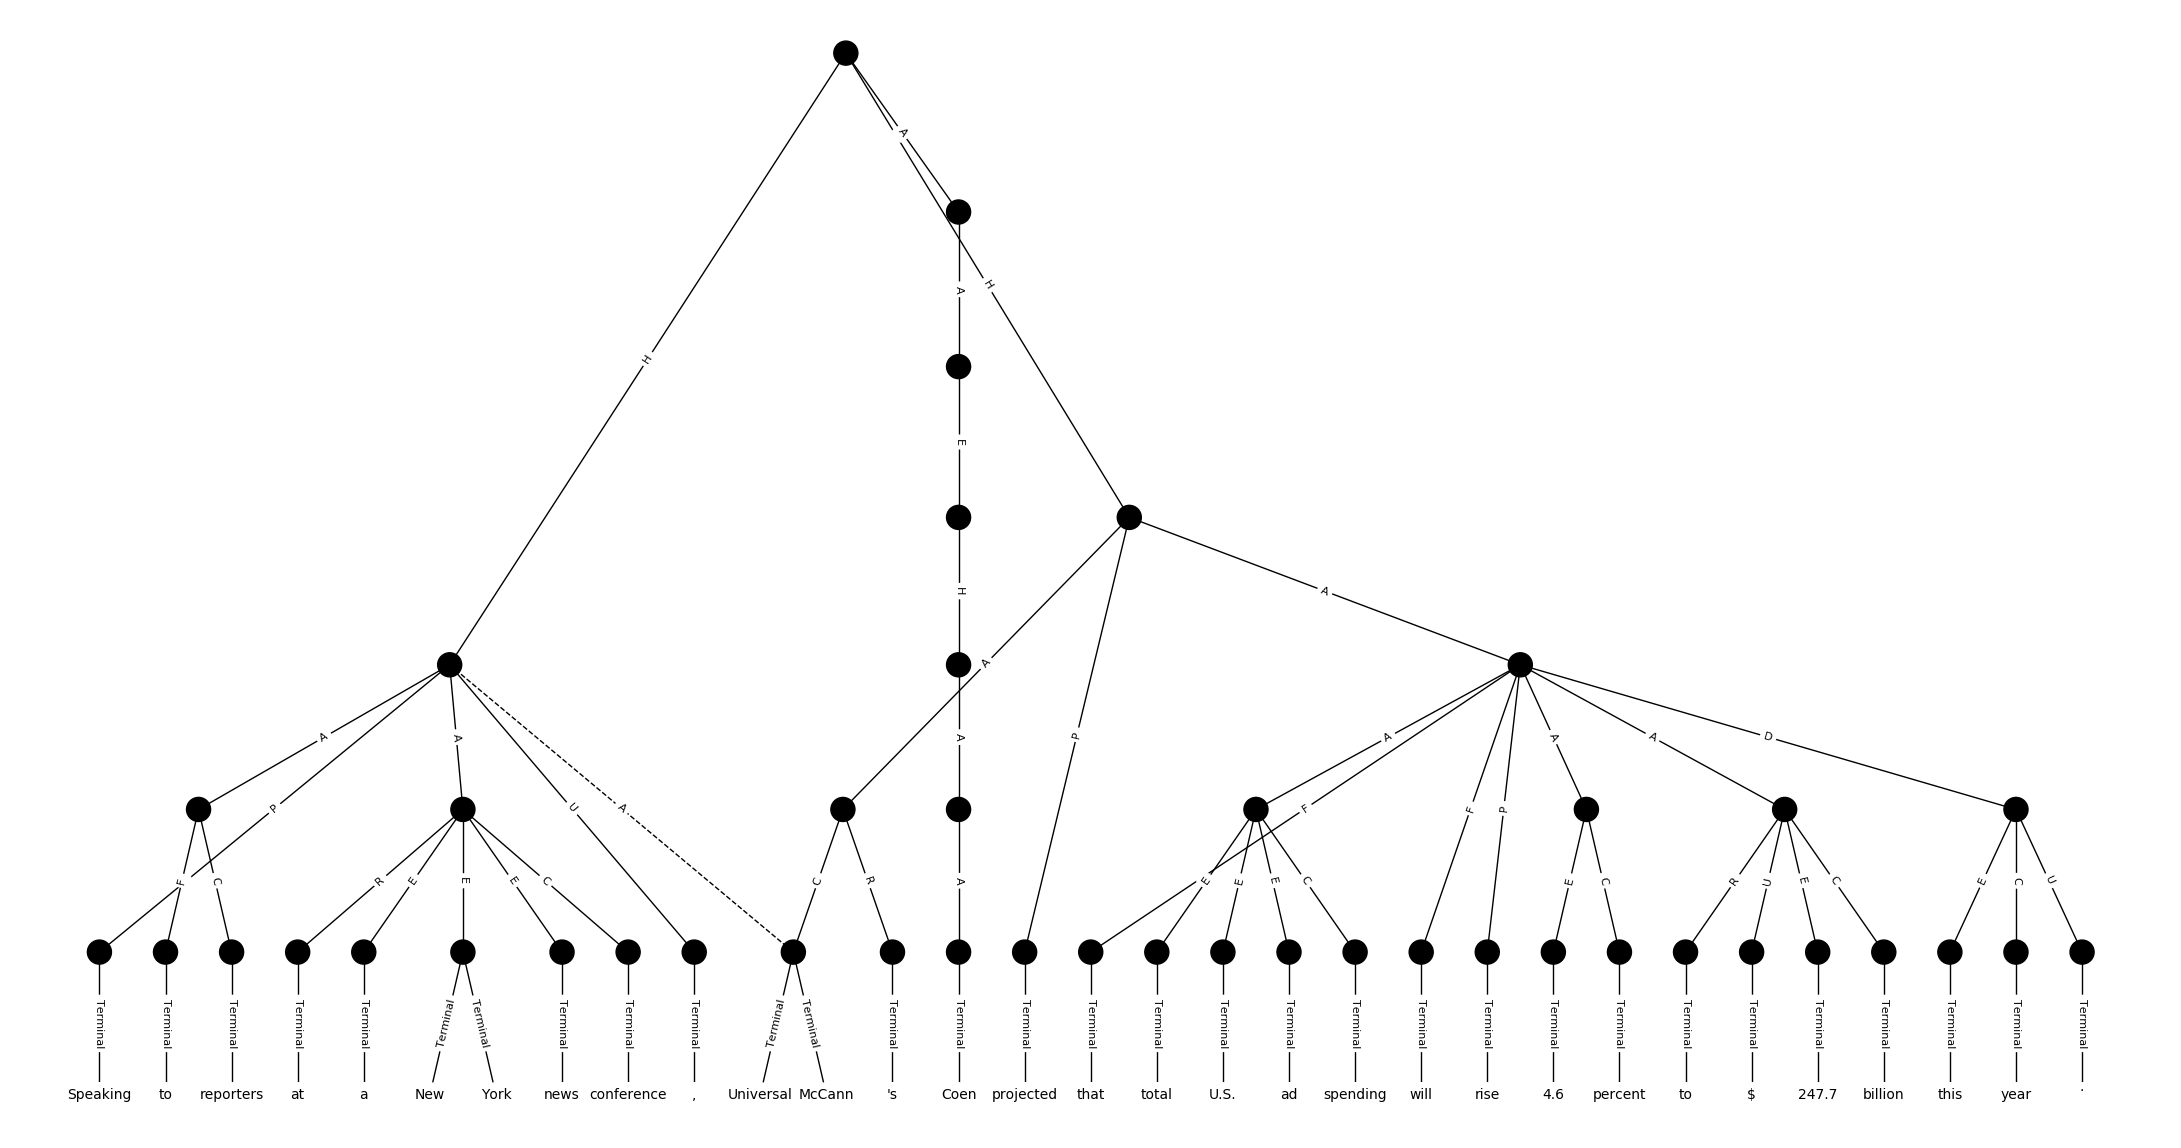 A
H
A
H
E
H
A
A
P
A
A
P
A
U
A
A
A
F
F
P
A
A
D
F
C
R
E
E
E
C
C
R
A
E
E
E
C
E
C
R
U
E
C
E
C
U
Terminal Terminal Terminal Terminal Terminal Terminal Terminal Terminal Terminal Terminal Terminal Terminal Terminal Terminal Terminal Terminal Terminal Terminal Terminal Terminal Terminal Terminal Terminal Terminal Terminal Terminal Terminal Terminal Terminal Terminal Terminal
Speaking to reporters at a New York news conference , Universal McCann 's Coen projected that total U.S. ad spending will rise 4.6 percent to $ 247.7 billion this year .